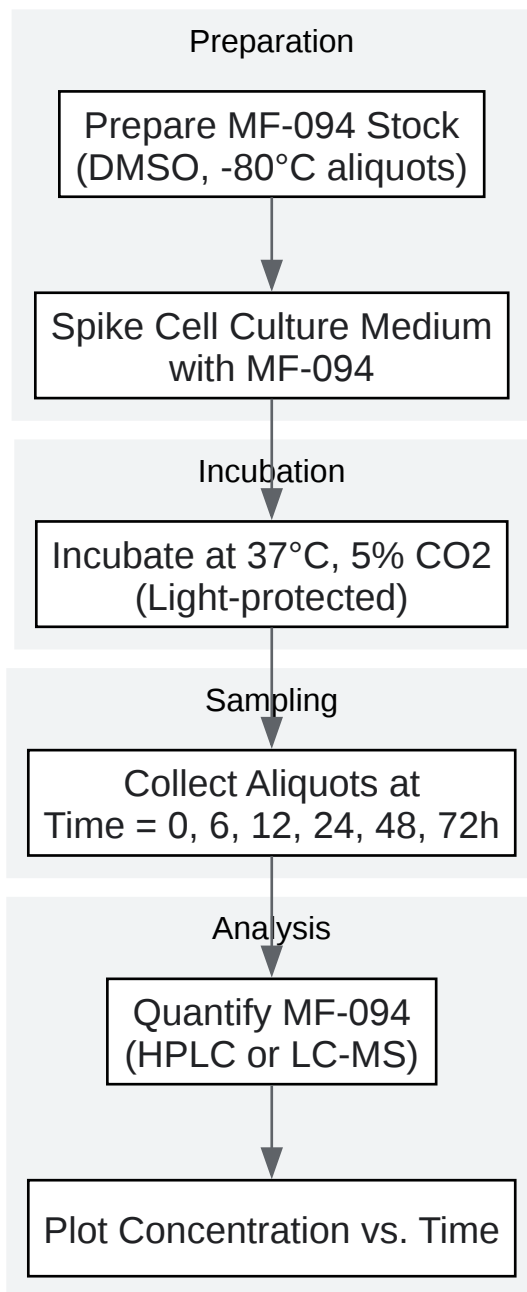 Preparation
Prepare MF-094 Stock
(DMSO, -80°C aliquots)
Spike Cell Culture Medium
with MF-094
Incubation
Incubate at 37°C, 5% CO2
(Light-protected)
Sampling
Collect Aliquots at
Time = 0, 6, 12, 24, 48, 72h
Analysis
Quantify MF-094
(HPLC or LC-MS)
Plot Concentration vs. Time